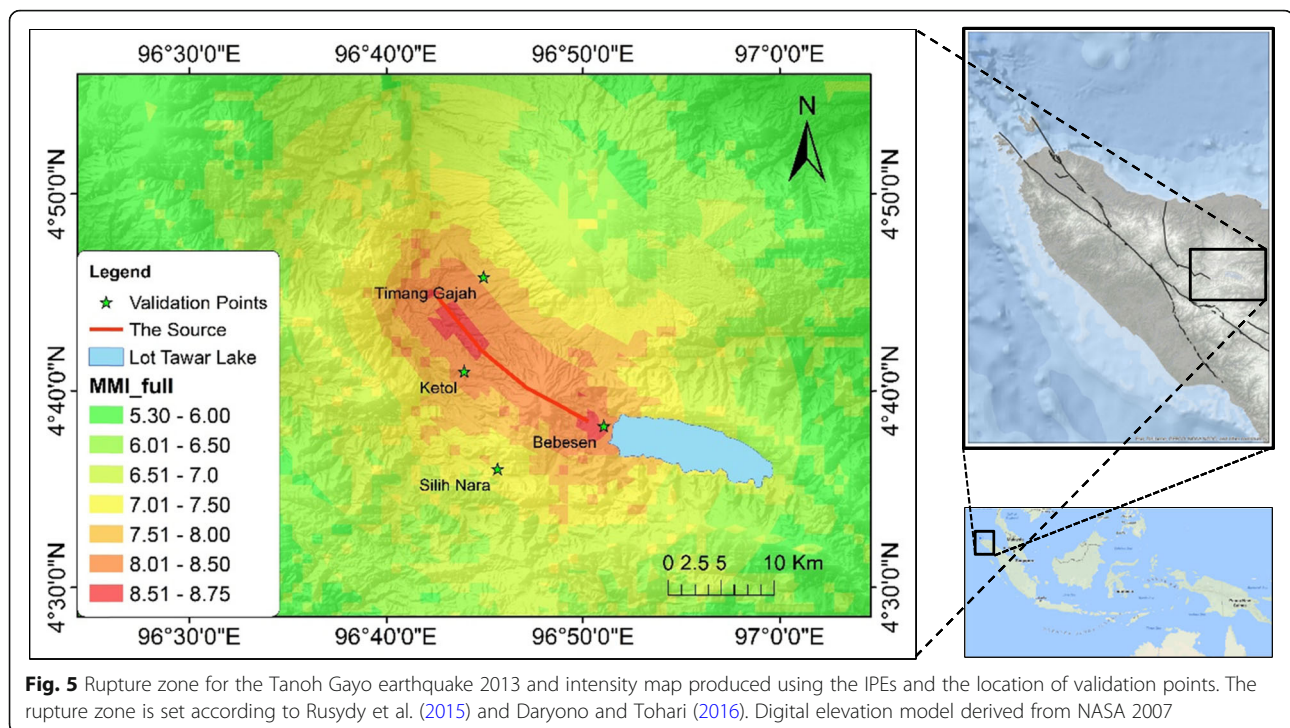 96°30'0"E 96°40'0"E 96°50'0"E 97°0'0"E
4°50'0"N
4°40'0"N
4°30'0"N
N
4°50'0"N
4°40'0"N
4°30'0"N
Legend
Validation Points
The Source
Lot Tawar Lake
MMI_full
5.30 - 6.00
6.01 - 6.50
6.51 - 7.0
7.01 - 7.50
7.51 - 8.00
8.01 - 8.50
8.51 - 8.75
Timang Gajah
Ketol
Bebesen
Silih Nara
0 2.5 5 10 Km
96°30'0"E 96°40'0"E 96°50'0"E 97°0'0"E
Fig. 5 Rupture zone for the Tanoh Gayo earthquake 2013 and intensity map produced using the IPEs and the location of validation points. The
rupture zone is set according to Rusydy et al. (2015) and Daryono and Tohari (2016). Digital elevation model derived from NASA 2007